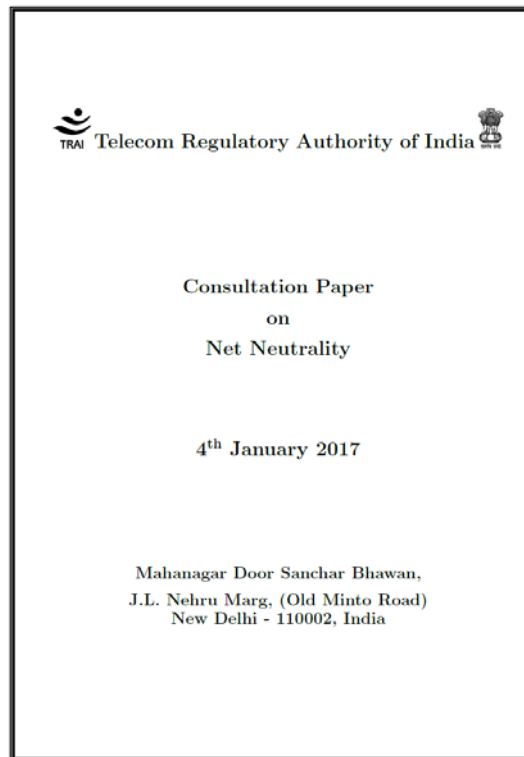 TRAI Telecom Regulatory Authority of India
Consultation Paper
on
Net Neutrality
4th January 2017
Mahanagar Door Sanchar Bhawan,
J.L. Nehru Marg, (Old Minto Road)
New Delhi - 110002, India